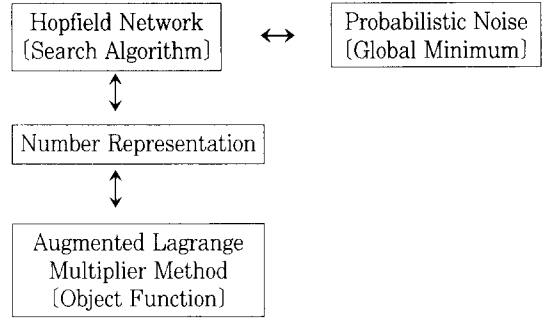 Hopfield Network
〔Search Algorithm〕
Probabilistic Noise
〔Global Minimum〕
Number Representation
Augmented Lagrange
Multiplier Method
〔Object Function〕